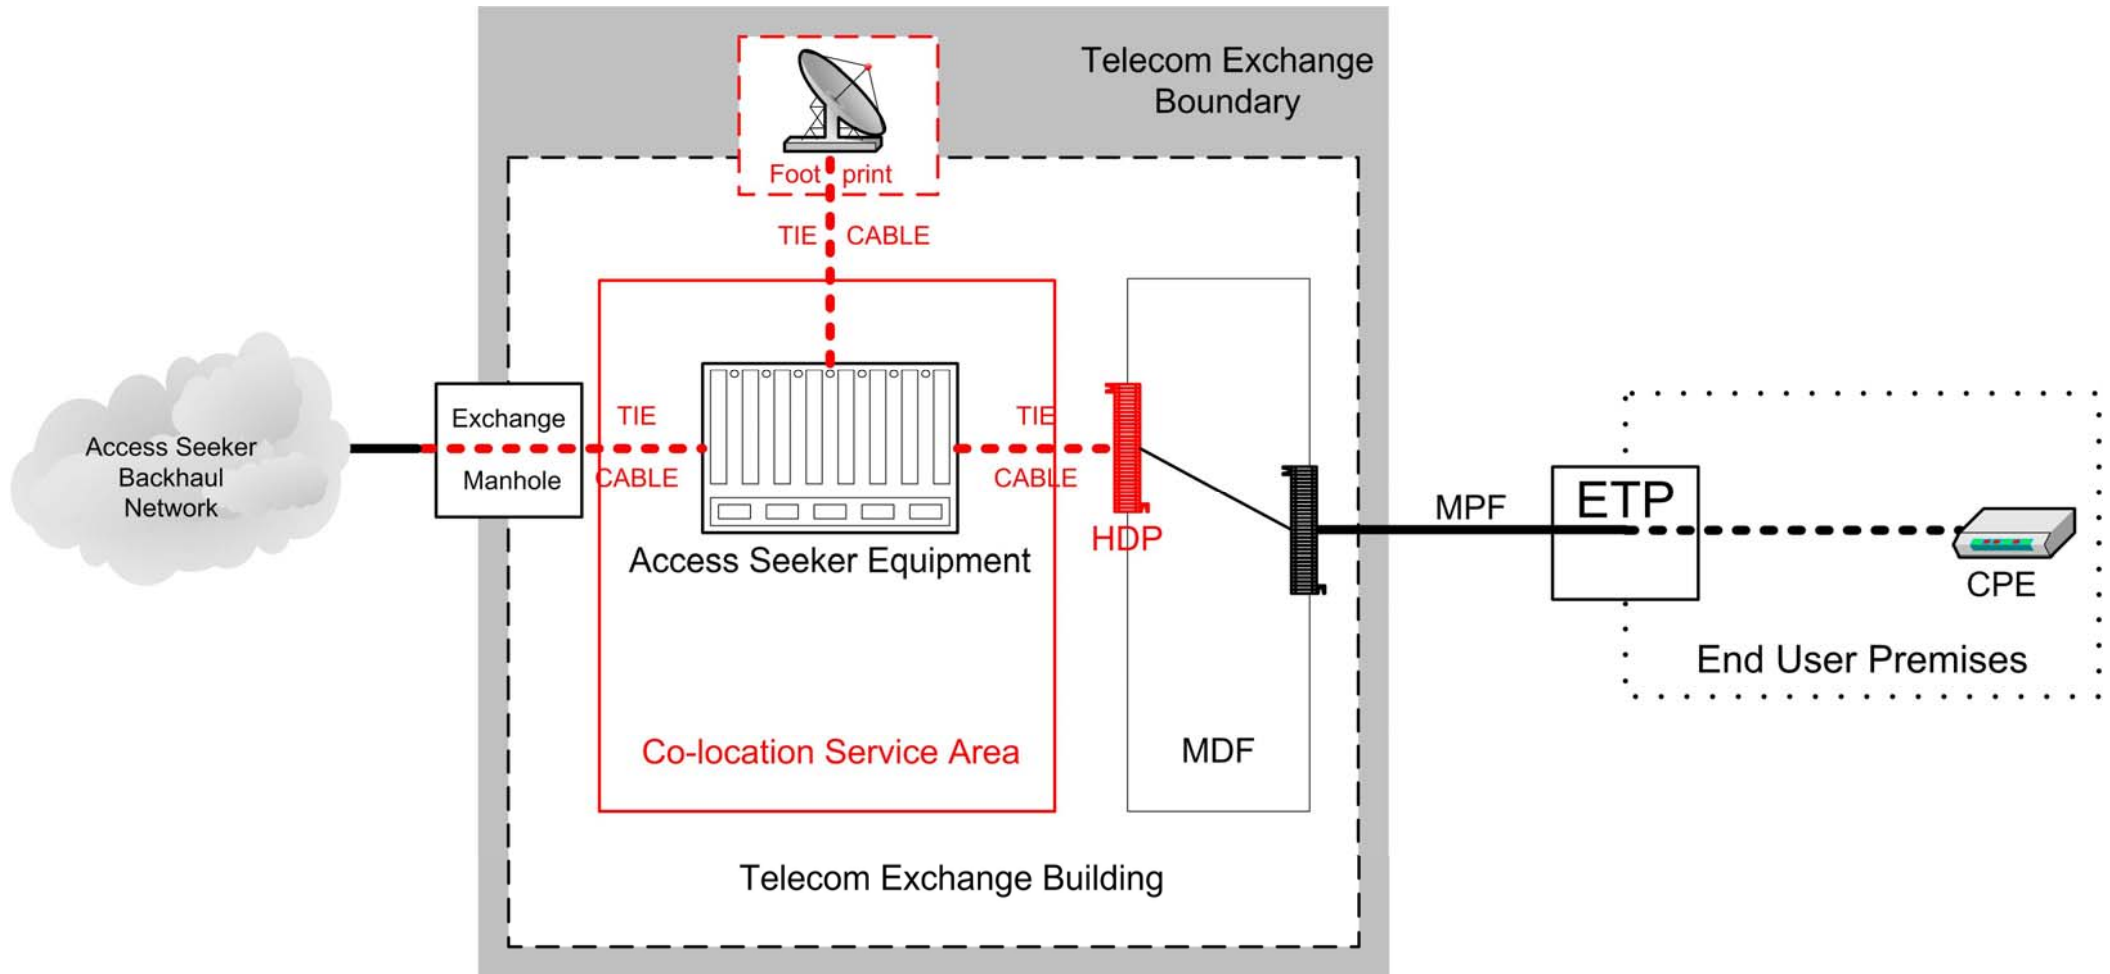 Telecom Exchange
Boundary
Foot print
TIE CABLE
Exchange
Manhole
Access Seeker
Backhaul
Network
TIE
CABLE
Access Seeker Equipment
TIE
CABLE
HDP
MPF
ETP
CPE
End User Premises
Co-location Service Area
MDF
Telecom Exchange Building